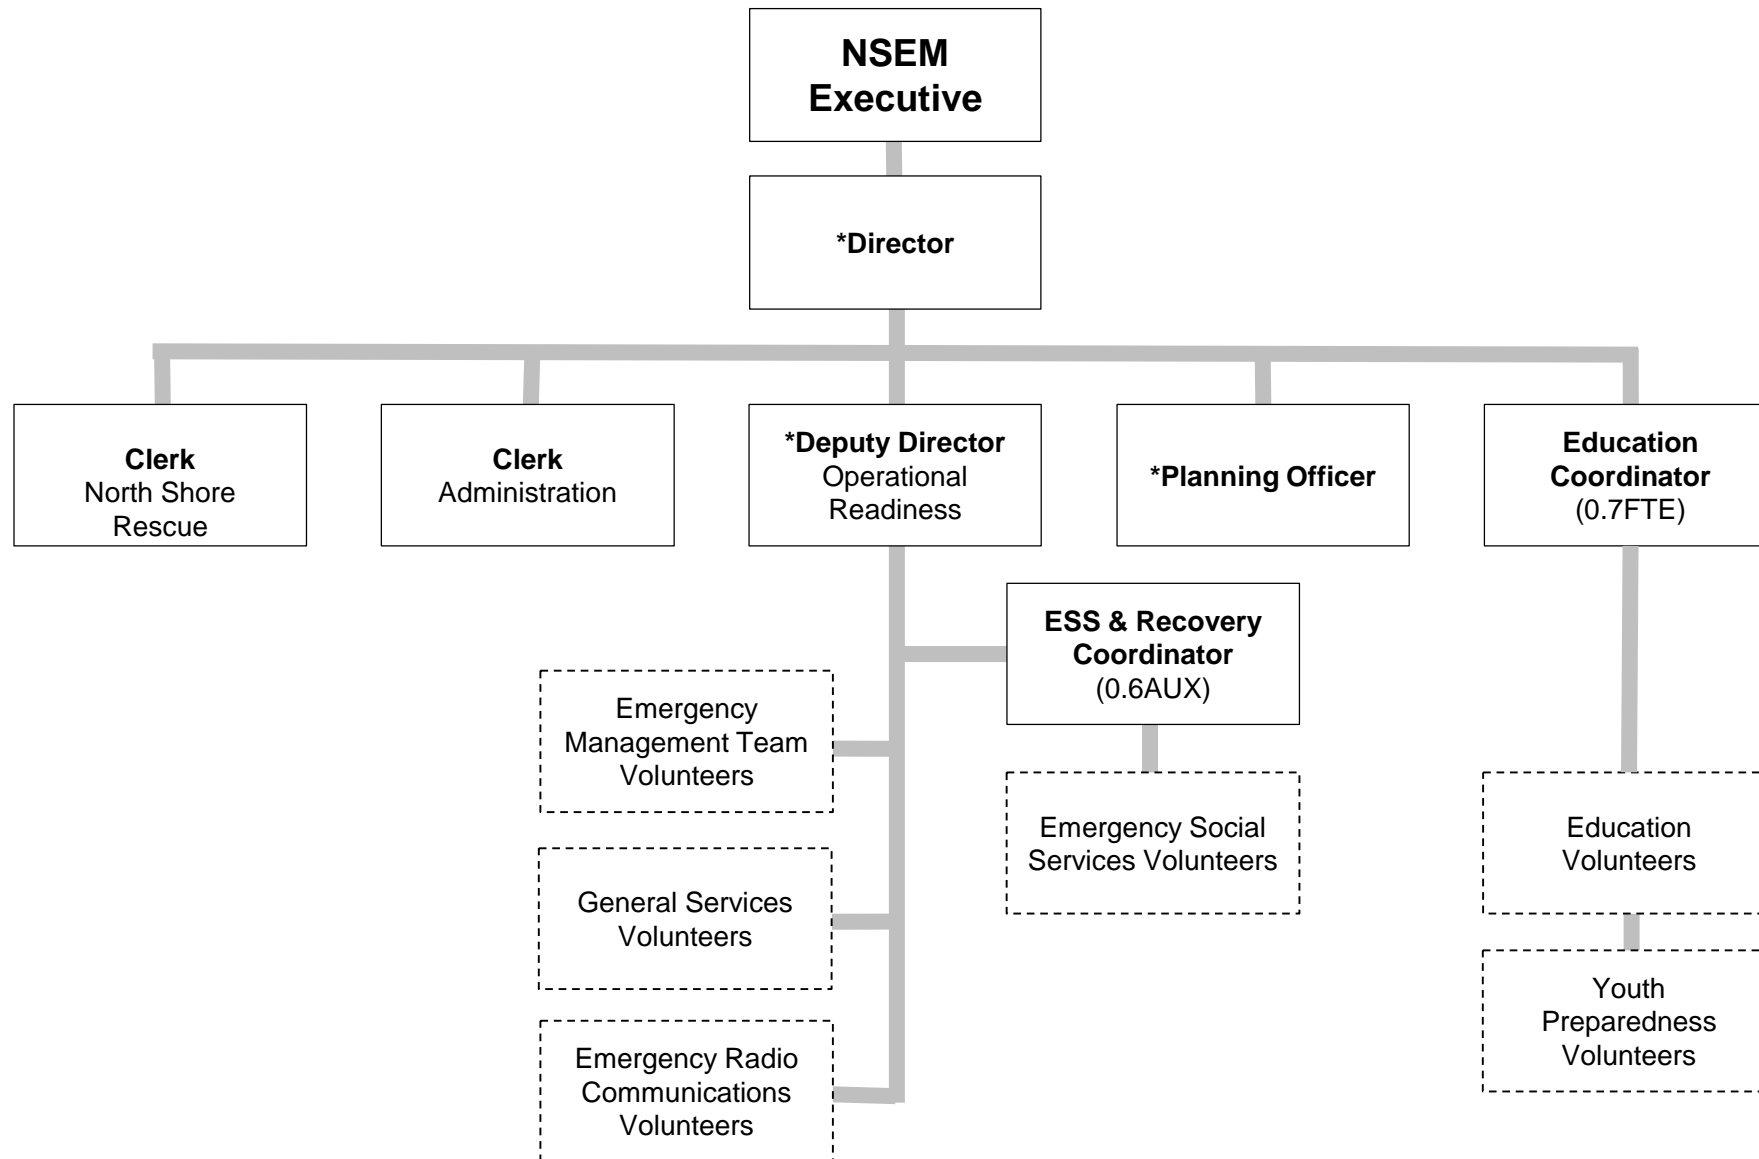 NSEM
Executive
*Director
Clerk
North Shore
Rescue
Clerk
Administration
*Deputy Director
Operational
Readiness
*Planning Officer
Education
Coordinator
(0.7FTE)
ESS & Recovery
Coordinator
(0.6AUX)
Emergency
Management Team
Volunteers
Emergency Social
Services Volunteers
Education
Volunteers
General Services
Volunteers
Youth
Preparedness
Volunteers
Emergency Radio
Communications
Volunteers